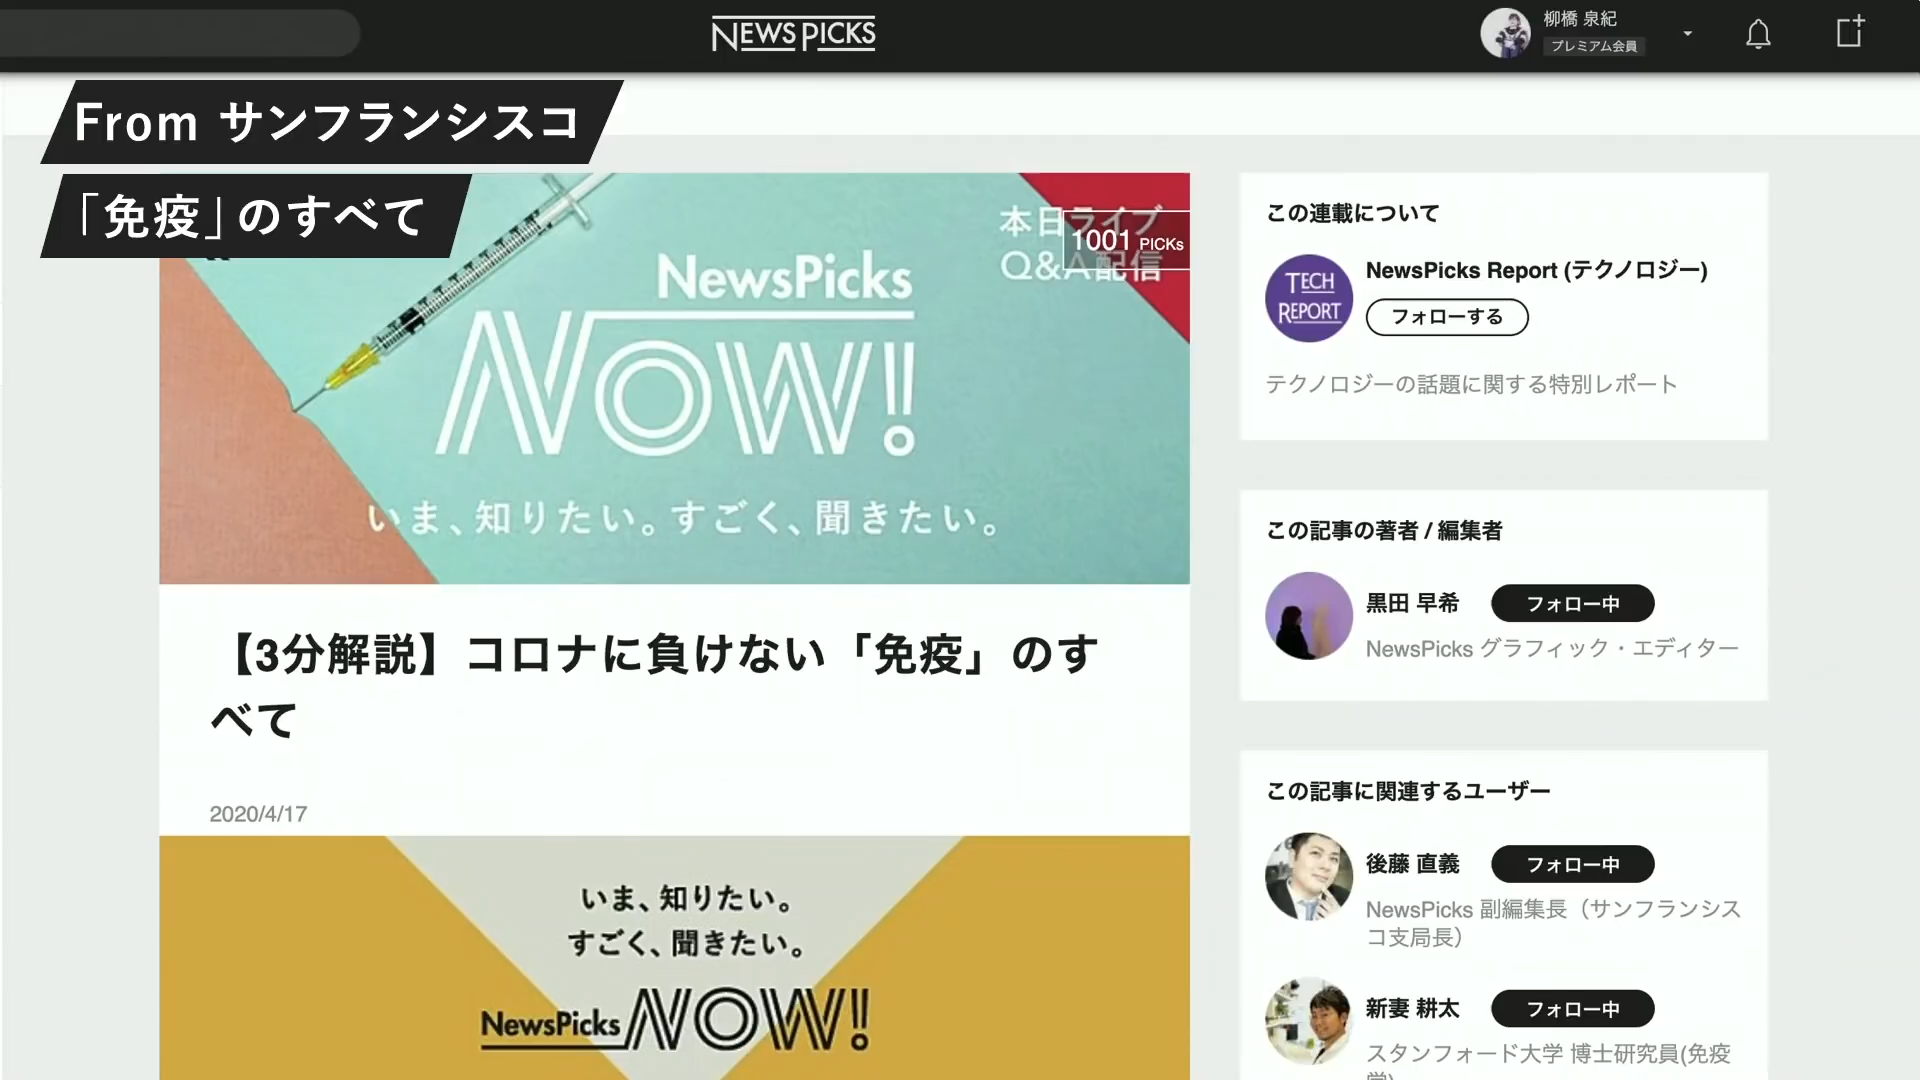 NEWSPICKS
柳橋 泉紀
プレミアム会員
From サンフランシスコ
「免疫」のすべて
本日ライブ
Q&A配信
1001 PICKs
NewsPicks
NOW!
いま、知りたい。すごく、聞きたい。
【3分解説】コロナに負けない「免疫」のす
べて
2020/4/17
いま、知りたい。
すごく、聞きたい。
NewsPicks NOW!
この連載について
TECH
REPORT
NewsPicks Report (テクノロジー)
フォローする
テクノロジーの話題に関する特別レポート
この記事の著者 / 編集者
黒田 早希
フォロー中
NewsPicks グラフィック・エディター
この記事に関連するユーザー
後藤 直義
フォロー中
NewsPicks 副編集長（サンフランシス
コ支局長）
新妻 耕太
フォロー中
スタンフォード大学 博士研究員(免疫